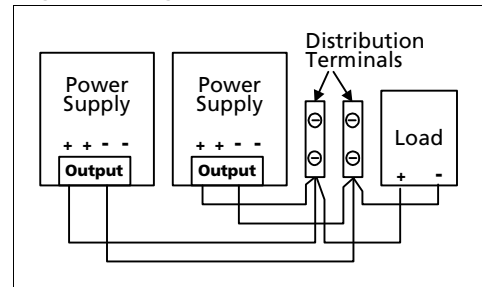 Distribution
Terminals
Power
Supply
+ + - -
Output
Power
Supply
+ + - -
Output
Load
+ -